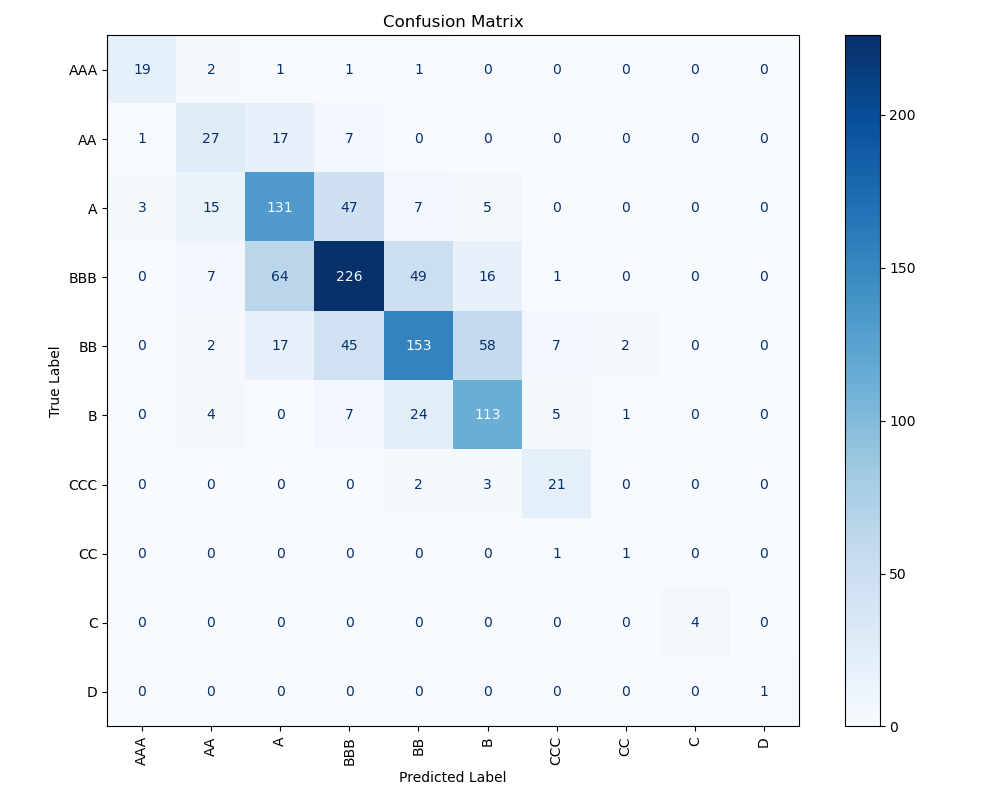 Confusion Matrix
AAA 19 2 1 1 1 0 0 0 0 0
AA 1 27 17 7 0 0 0 0 0 0
A 3 15 131 47 7 5 0 0 0 0
BBB 0 7 64 226 49 16 1 0 0 0
BB 0 2 17 45 153 58 7 2 0 0
B 0 4 0 7 24 113 5 1 0 0
CCC 0 0 0 0 2 3 21 0 0 0
CC 0 0 0 0 0 0 1 1 0 0
C 0 0 0 0 0 0 0 0 4 0
D 0 0 0 0 0 0 0 0 0 1
True Label
AAA AA A BBB BB B CCC CC C D
Predicted Label
200
150
100
50
0